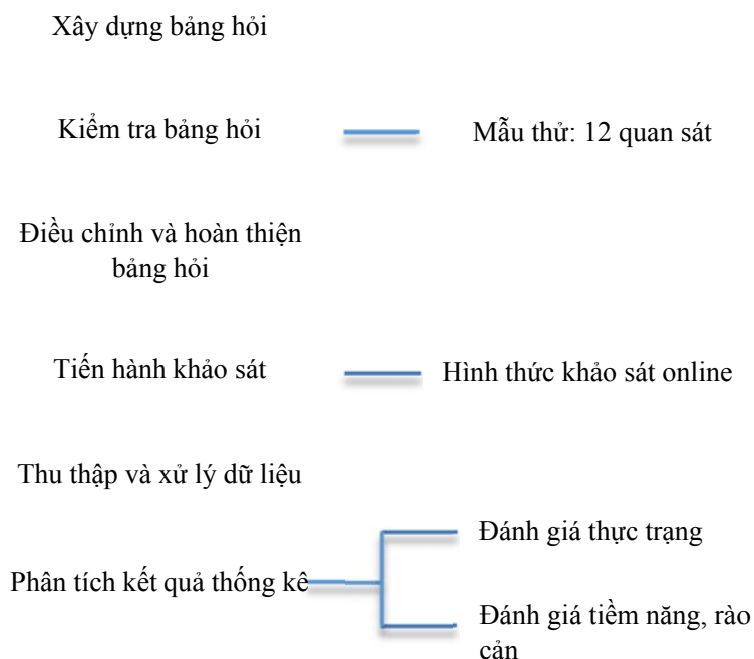 Xây dựng bảng hỏi
Kiểm tra bảng hỏi
Mẫu thử: 12 quan sát
Điều chỉnh và hoàn thiện
bảng hỏi
Tiến hành khảo sát
Hình thức khảo sát online
Thu thập và xử lý dữ liệu
Phân tích kết quả thống kê
Đánh giá thực trạng
Đánh giá tiềm năng, rào
cản